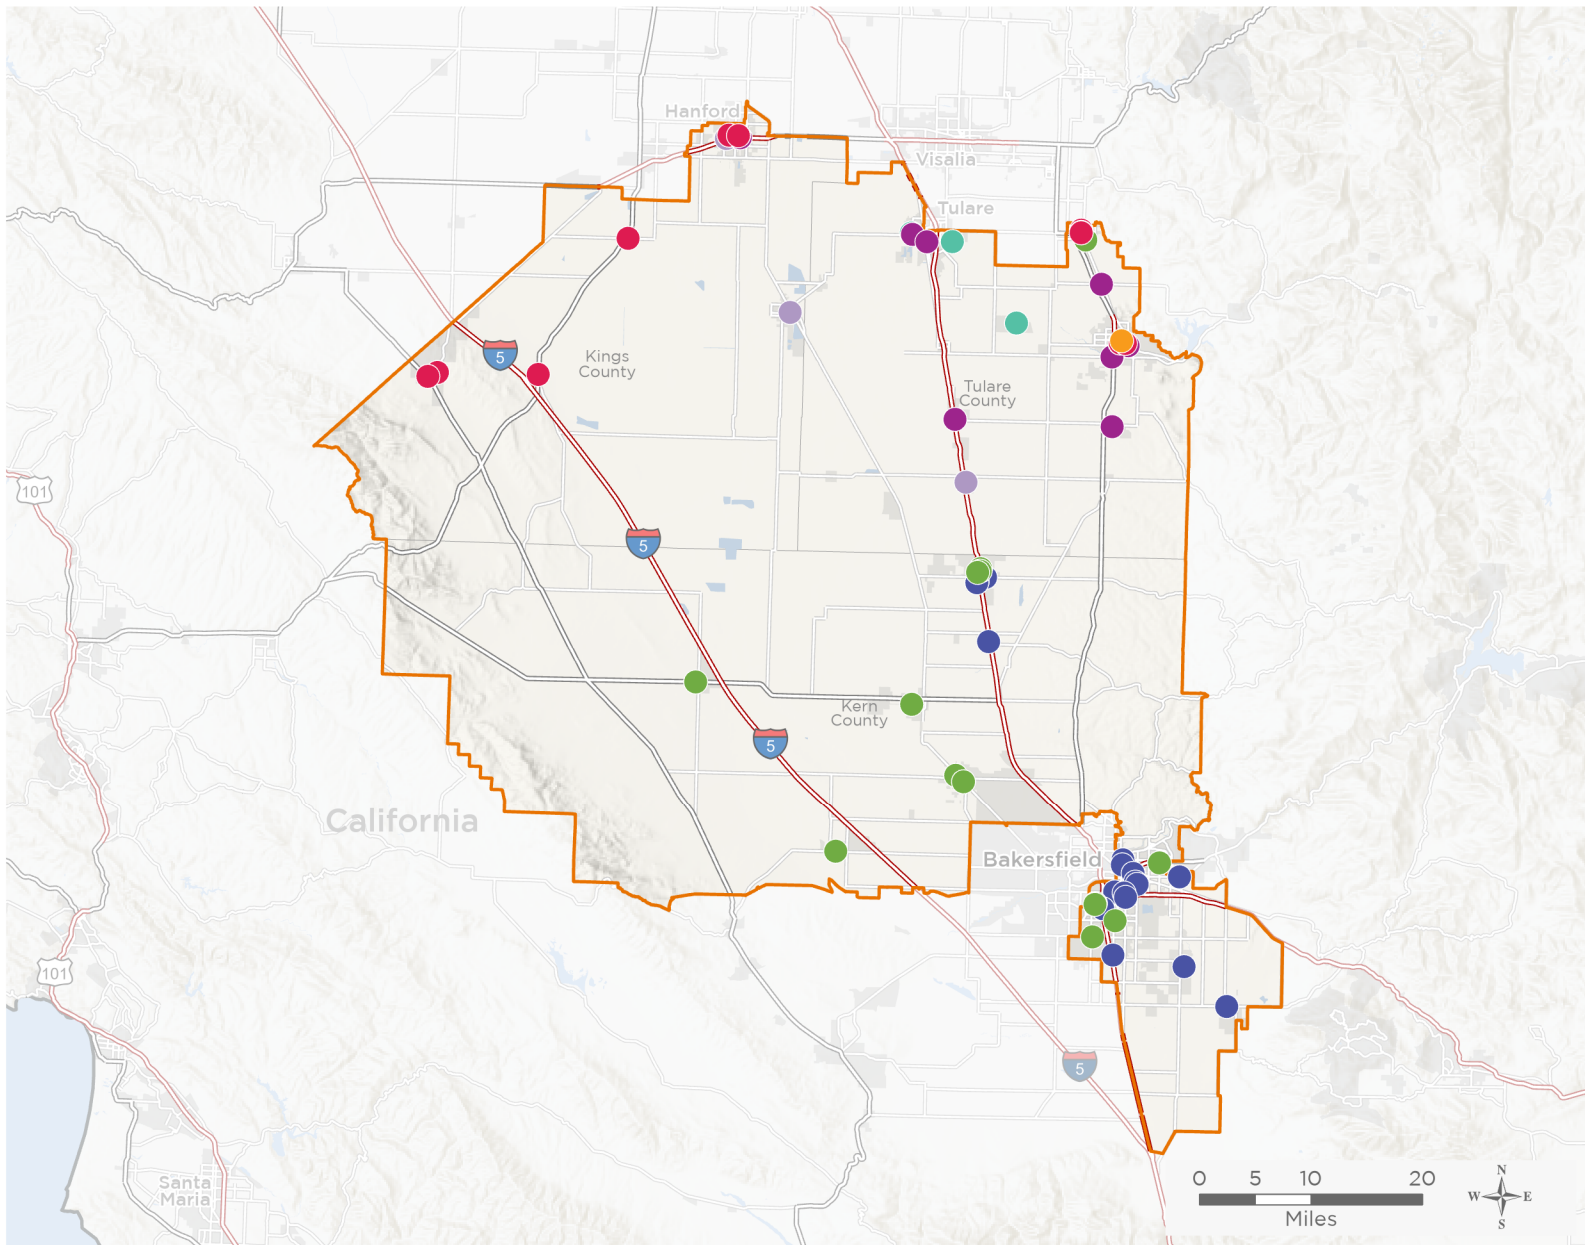 Hanford
Visalia
Tulare
5
Kings
County
Tulare
County
101
5
Kern
County
5
California
Bakersfield
101
5
Santa
Maria
0 5 10 20
Miles
N
W E
S